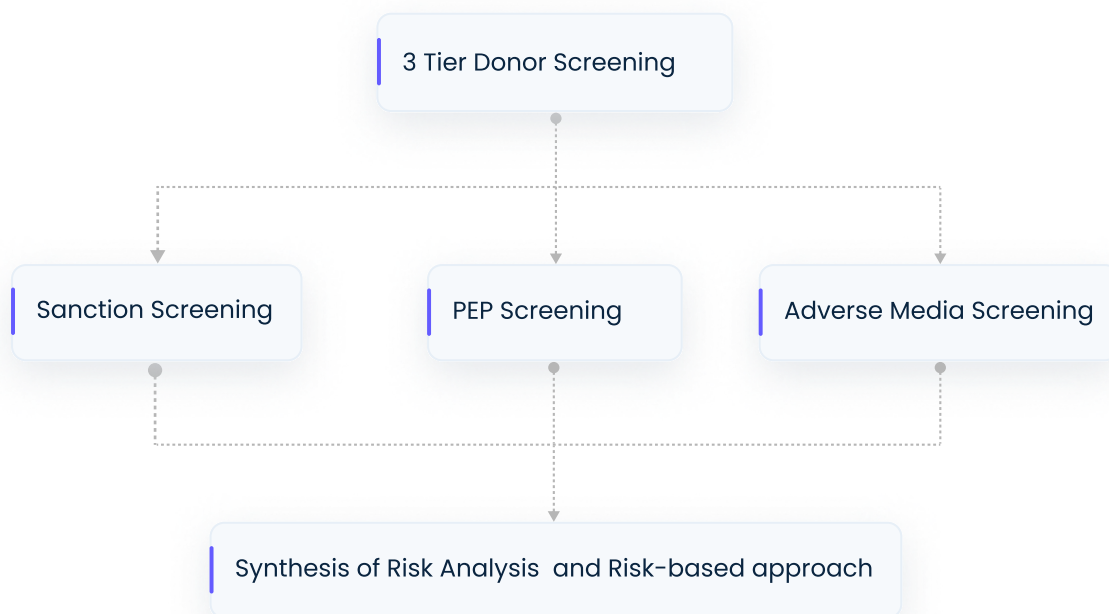 3 Tier Donor Screening
Sanction Screening
PEP Screening
Adverse Media Screening
Synthesis of Risk Analysis  and Risk-based approach